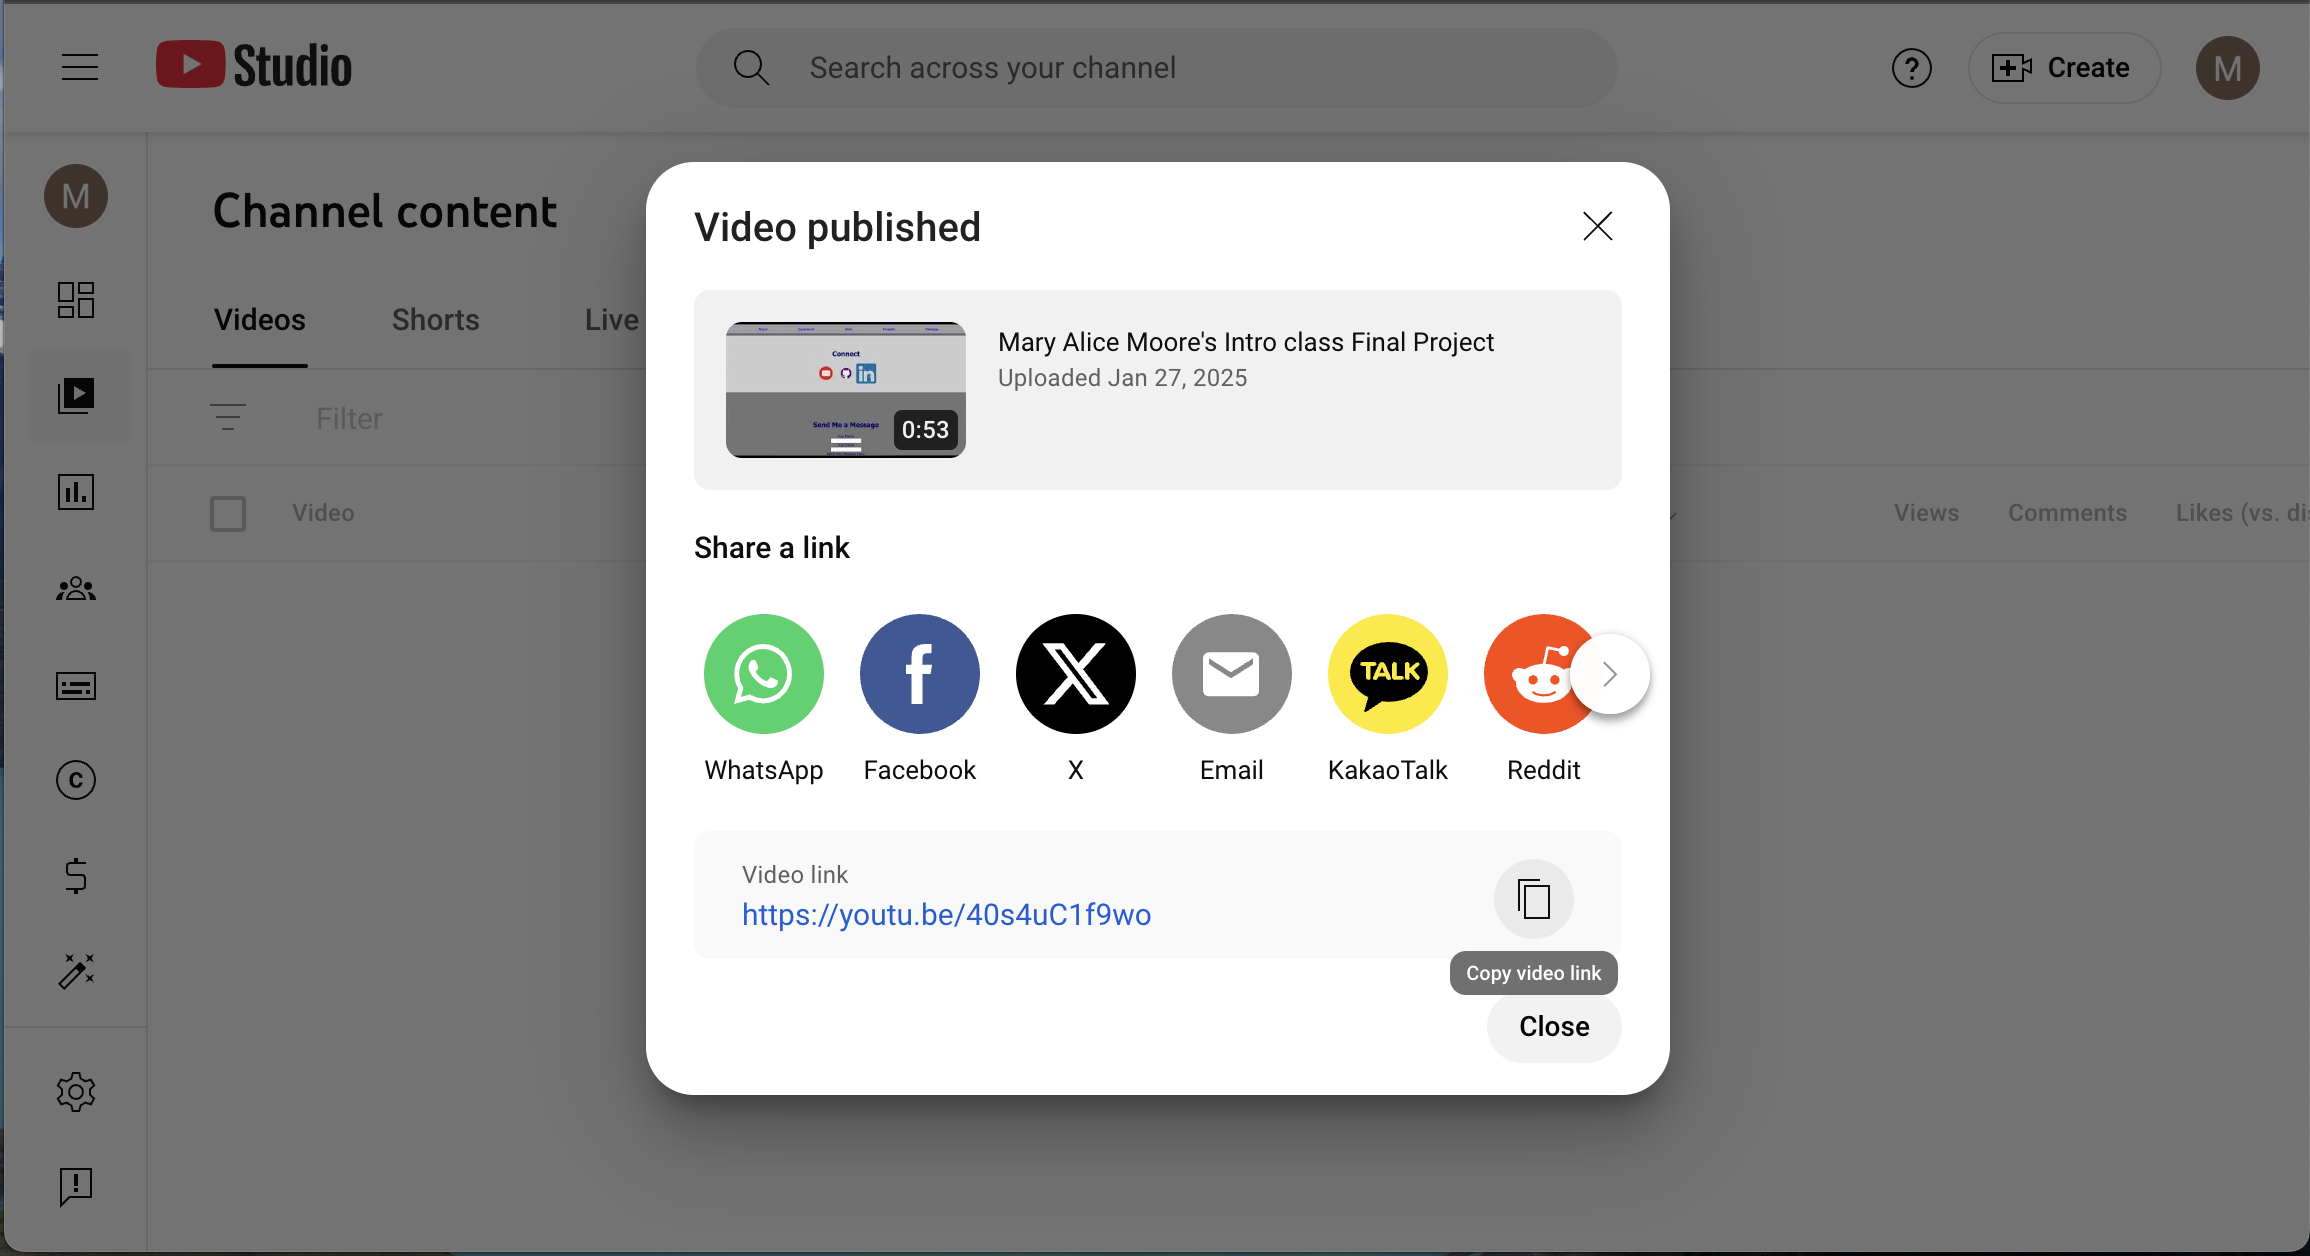 Studio
Search across your channel
?
Create
M
M
Channel content
Videos
Shorts
Live
Filter
Video
Views
Comments
Likes (vs. dis
Video published
Connect
in
Send Me a Message
0:53
Mary Alice Moore's Intro class Final Project
Uploaded Jan 27, 2025
Share a link
TALK
WhatsApp
Facebook
X
Email
KakaoTalk
Reddit
Video link
https://youtu.be/40s4uC1f9wo
Copy video link
Close